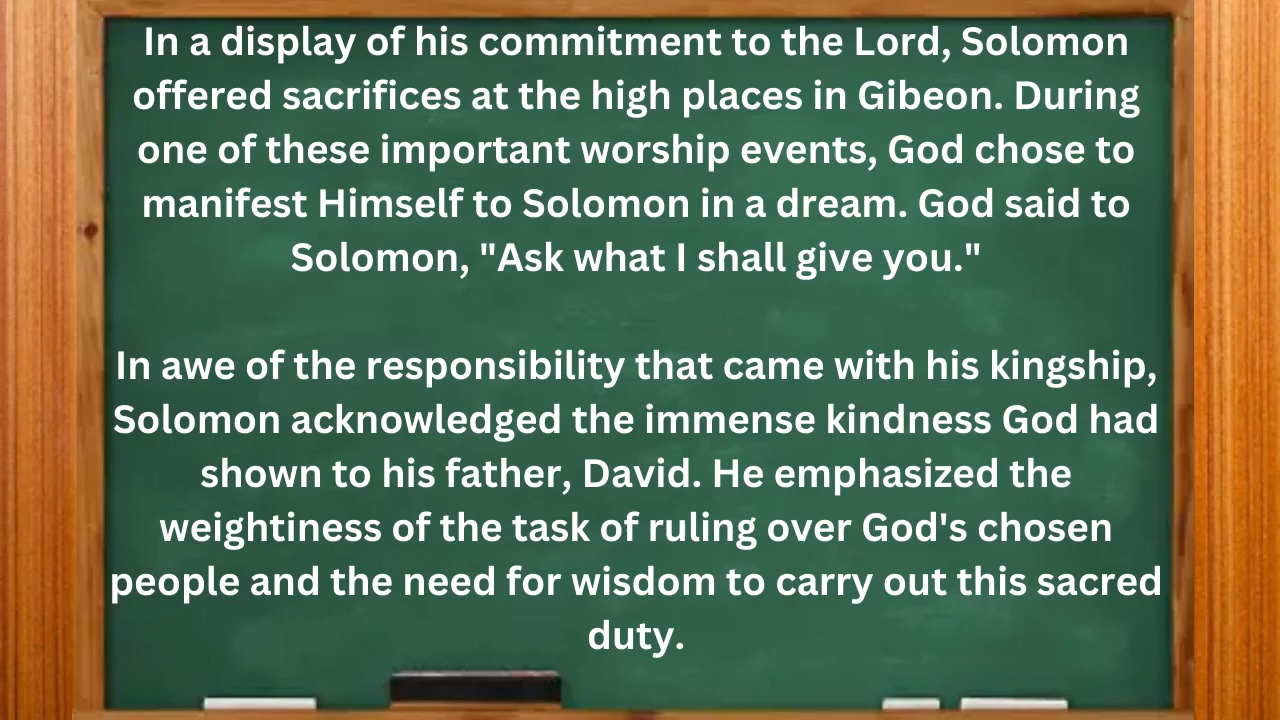 In a display of his commitment to the Lord, Solomon
offered sacrifices at the high places in Gibeon. During
one of these important worship events, God chose to
manifest Himself to Solomon in a dream. God said to
Solomon, "Ask what I shall give you."
In awe of the responsibility that came with his kingship,
Solomon acknowledged the immense kindness God had
shown to his father, David. He emphasized the
weightiness of the task of ruling over God's chosen
people and the need for wisdom to carry out this sacred
duty.